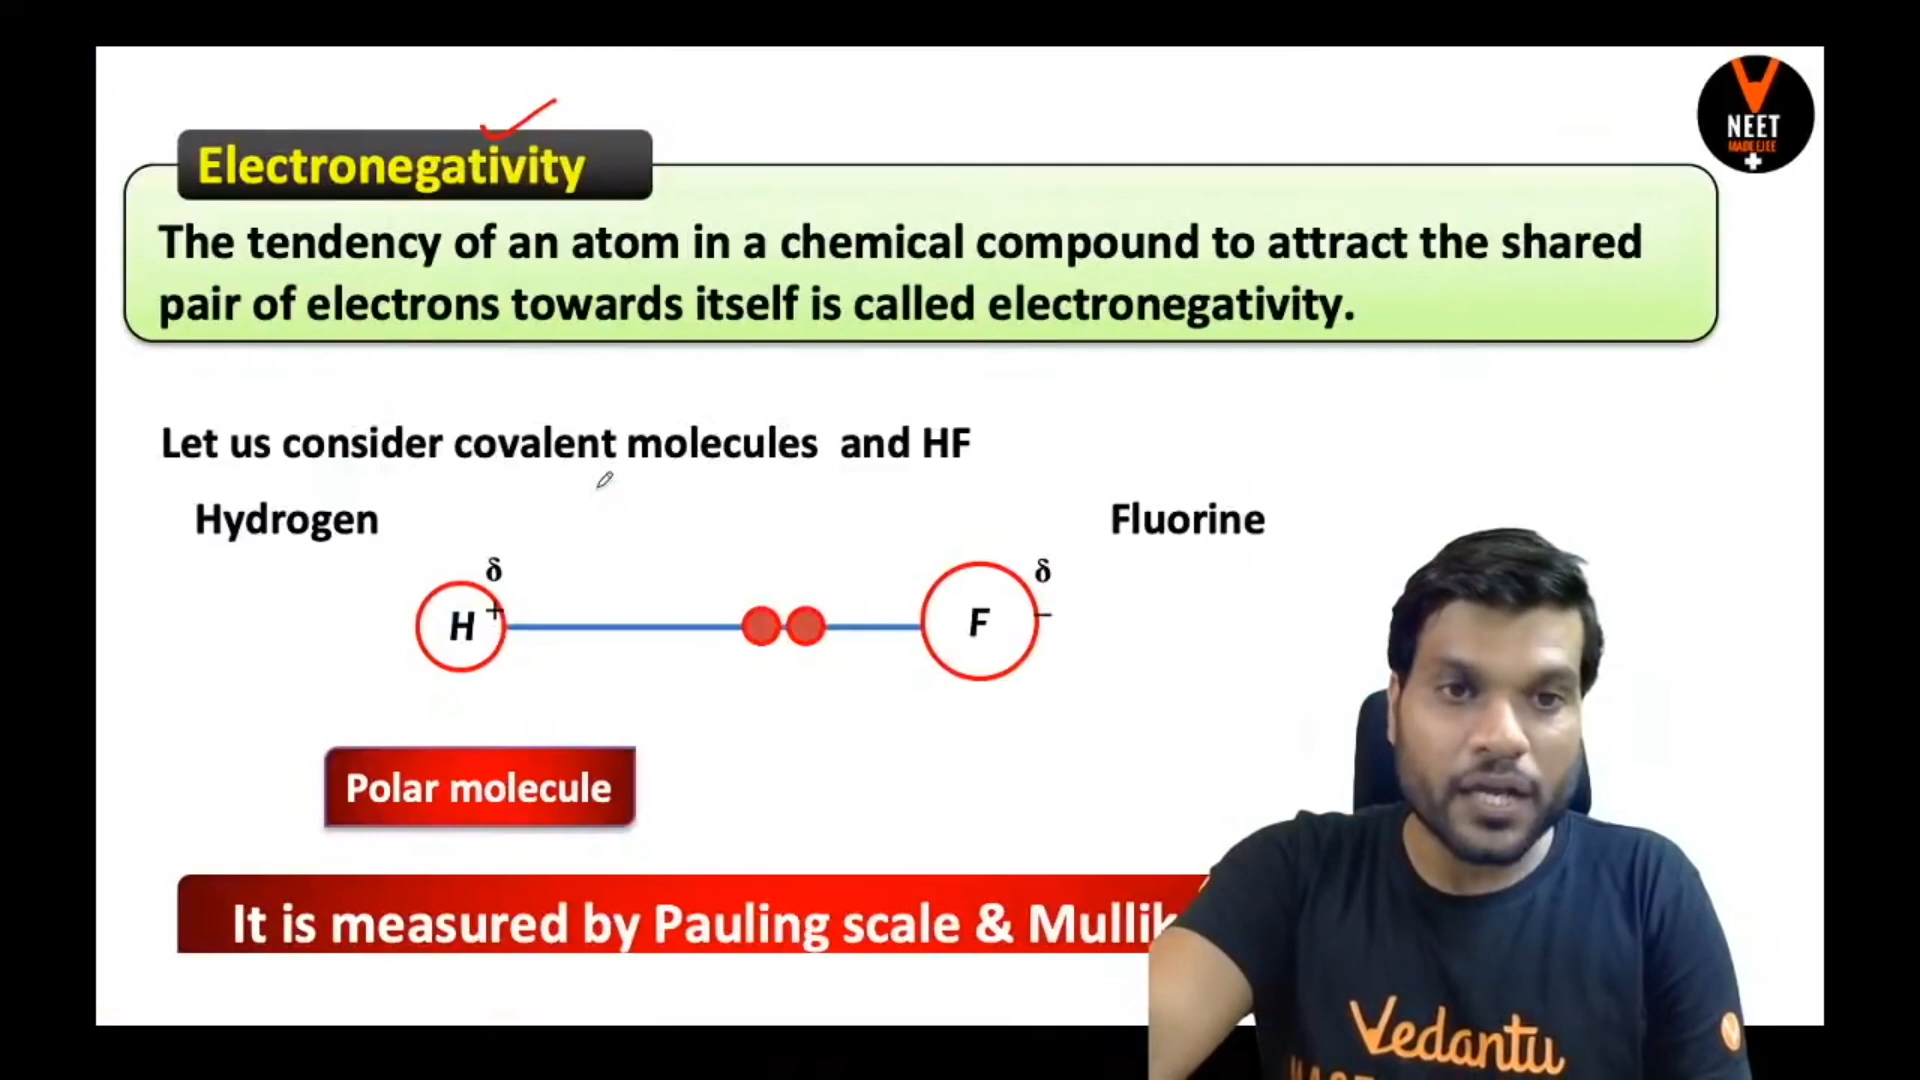 NEET
MADE EJEE
Electronegativity
The tendency of an atom in a chemical compound to attract the shared
pair of electrons towards itself is called electronegativity.
Let us consider covalent molecules and HF
Hydrogen
Fluorine
δ
+
H
δ
–
F
Polar molecule
It is measured by Pauling scale & Mullik
Vedantu